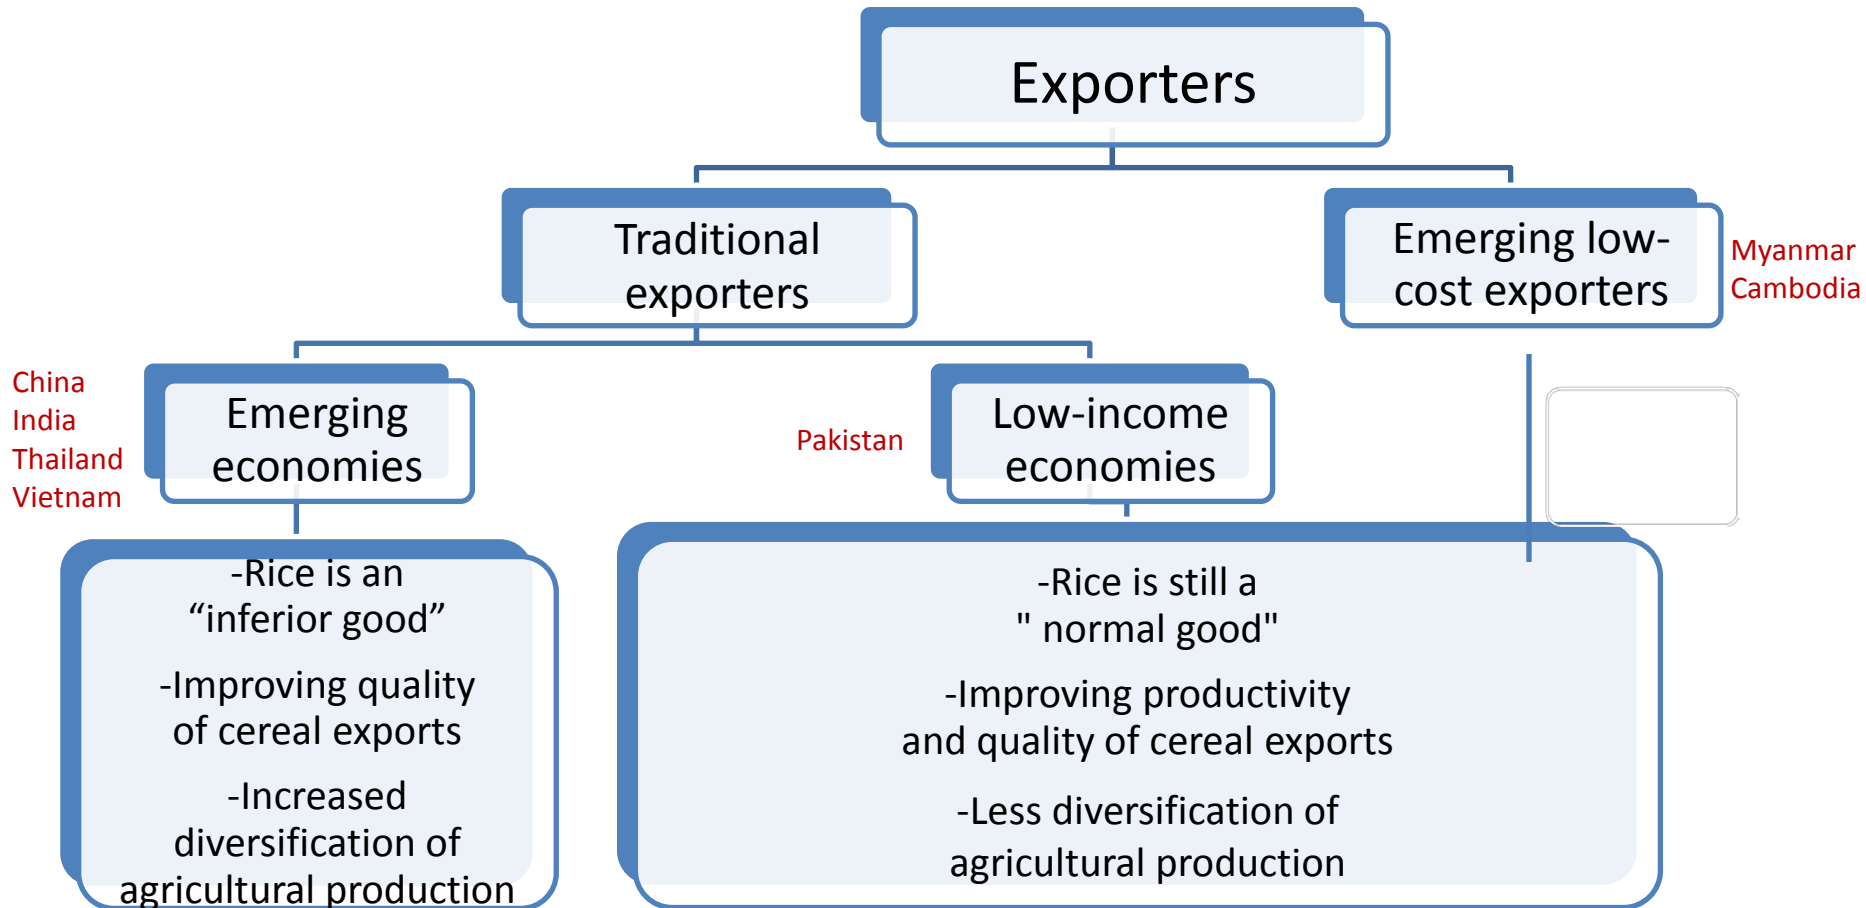 Exporters
Traditional
exporters
Emerging low-
cost exporters
Myanmar
Cambodia
China
India
Thailand
Vietnam
Emerging
economies
Pakistan
Low-income
economies
-Rice is an
“inferior good”
-Improving quality
of cereal exports
-Increased
diversification of
agricultural production
-Rice is still a
" normal good"
-Improving productivity
and quality of cereal exports
-Less diversification of
agricultural production